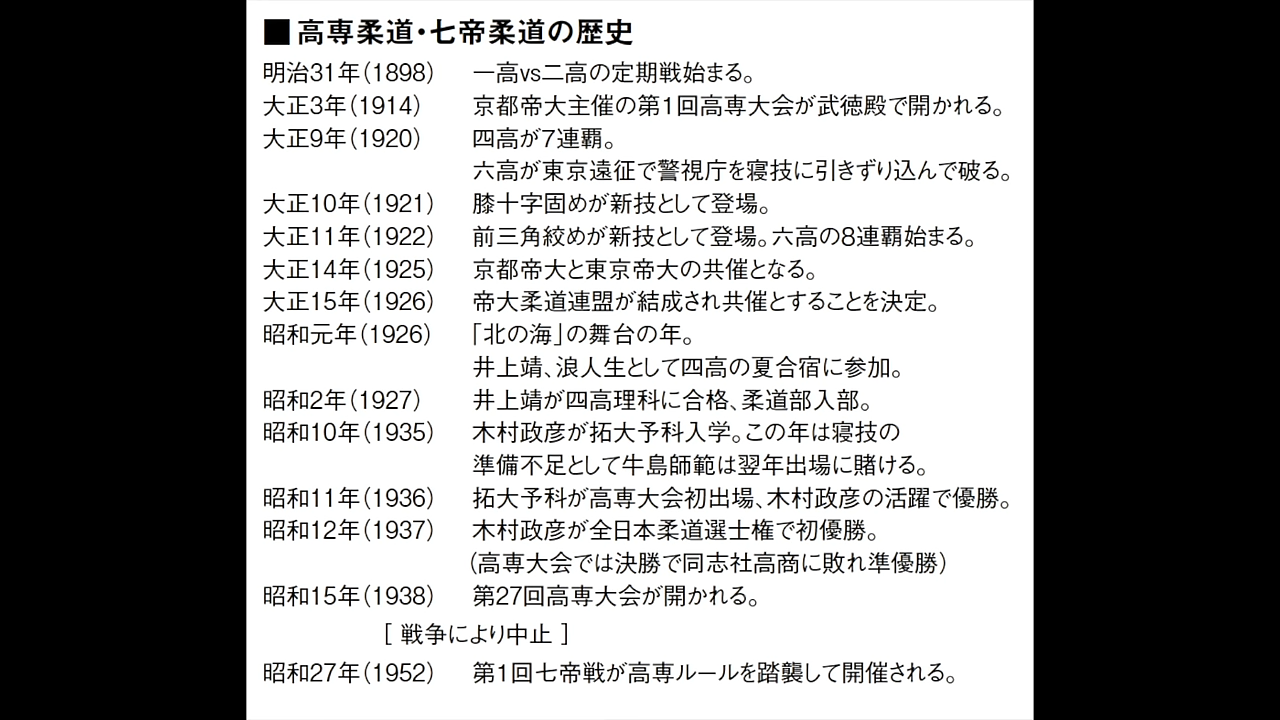 ■ 高専柔道・七帝柔道の歴史
明治31年（1898） 一高vs二高の定期戦始まる。
大正3年（1914） 京都帝大主催の第1回高専大会が武徳殿で開かれる。
大正9年（1920） 四高が7連覇。
六高が東京遠征で警視庁を寝技に引きずり込んで破る。
大正10年（1921） 膝十字固めが新技として登場。
大正11年（1922） 前三角絞めが新技として登場。六高の8連覇始まる。
大正14年（1925） 京都帝大と東京帝大の共催となる。
大正15年（1926） 帝大柔道連盟が結成され共催とすることを決定。
昭和元年（1926） 「北の海」の舞台の年。
井上靖、浪人生として四高の夏合宿に参加。
昭和2年（1927） 井上靖が四高理科に合格、柔道部入部。
昭和10年（1935） 木村政彦が拓大予科入学。この年は寝技の
準備不足として牛島師範は翌年出場に賭ける。
昭和11年（1936） 拓大予科が高専大会初出場、木村政彦の活躍で優勝。
昭和12年（1937） 木村政彦が全日本柔道選士権で初優勝。
（高専大会では決勝で同志社高商に敗れ準優勝）
昭和15年（1938） 第27回高専大会が開かれる。
［ 戦争により中止 ］
昭和27年（1952） 第1回七帝戦が高専ルールを踏襲して開催される。